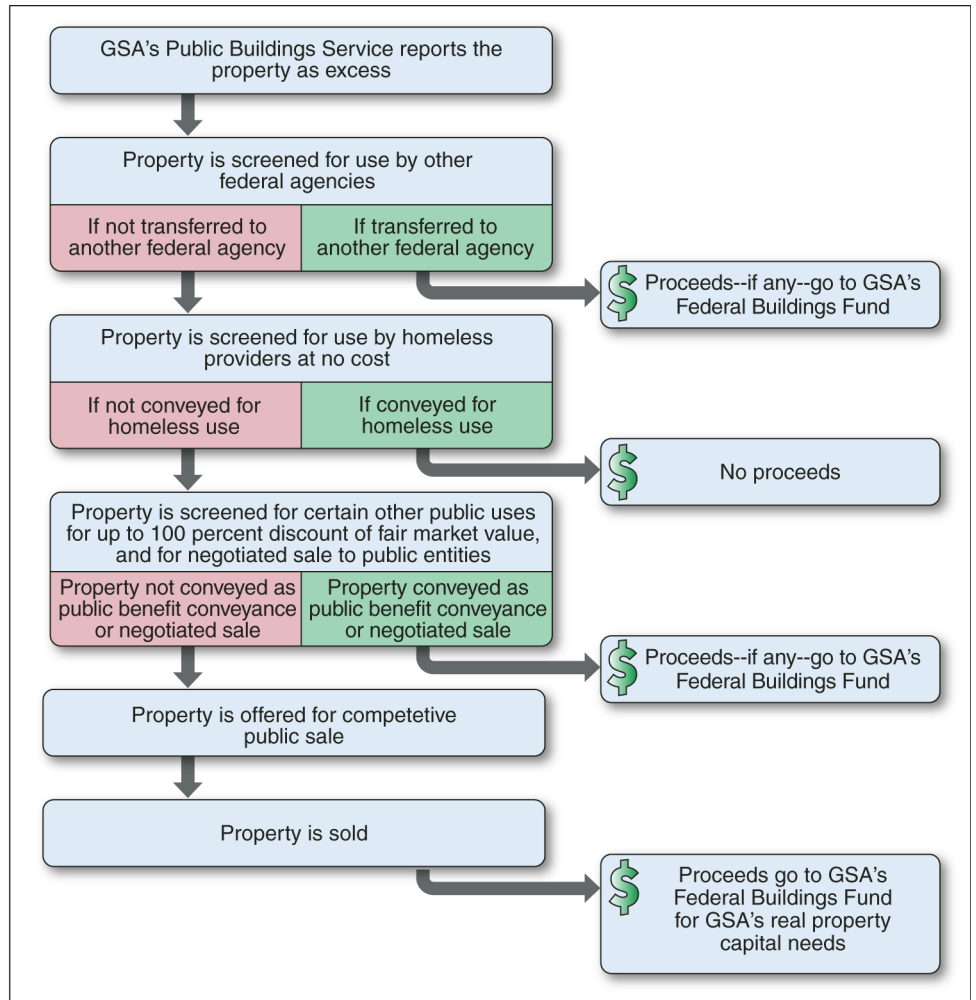 GSA's Public Buildings Service reports the
property as excess
Property is screened for use by other
federal agencies
If not transferred to
another federal agency
If transferred to
another federal agency
$
Proceeds--if any--go to GSA's
Federal Buildings Fund
Property is screened for use by homeless
providers at no cost
If not conveyed for
homeless use
If conveyed for
homeless use
$
No proceeds
Property is screened for certain other public uses
for up to 100 percent discount of fair market value,
and for negotiated sale to public entities
Property not conveyed as
public benefit conveyance
or negotiated sale
Property conveyed as
public benefit conveyance
or negotiated sale
$
Proceeds--if any--go to GSA's
Federal Buildings Fund
Property is offered for competetive
public sale
Property is sold
$
Proceeds go to GSA's
Federal Buildings Fund
for GSA's real property
capital needs